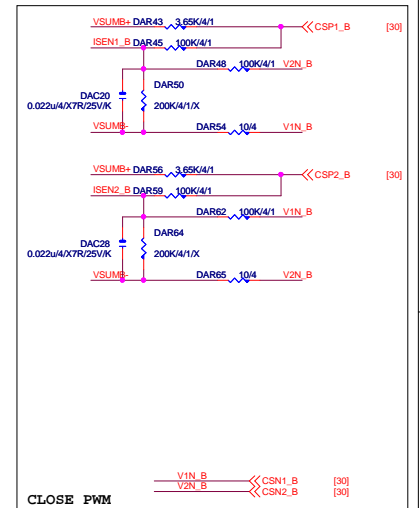 VSUMB+ DAR43 3.65K/4/1 CSP1_B [30]
ISEN1_B DAR45 100K/4/1
DAR48 100K/4/1 V2N_B
DAR50
DAC20
0.022u/4/X7R/25V/K 200K/4/1/X
VSUMB- DAR54 10/4 V1N_B
VSUMB+ DAR56 3.65K/4/1 CSP2_B [30]
ISEN2_B DAR59 100K/4/1
DAR62 100K/4/1 V1N_B
DAR64
DAC28
0.022u/4/X7R/25V/K 200K/4/1/X
VSUMB- DAR65 10/4 V2N_B
V1N_B CSN1_B [30]
V2N_B CSN2_B [30]
CLOSE PWM